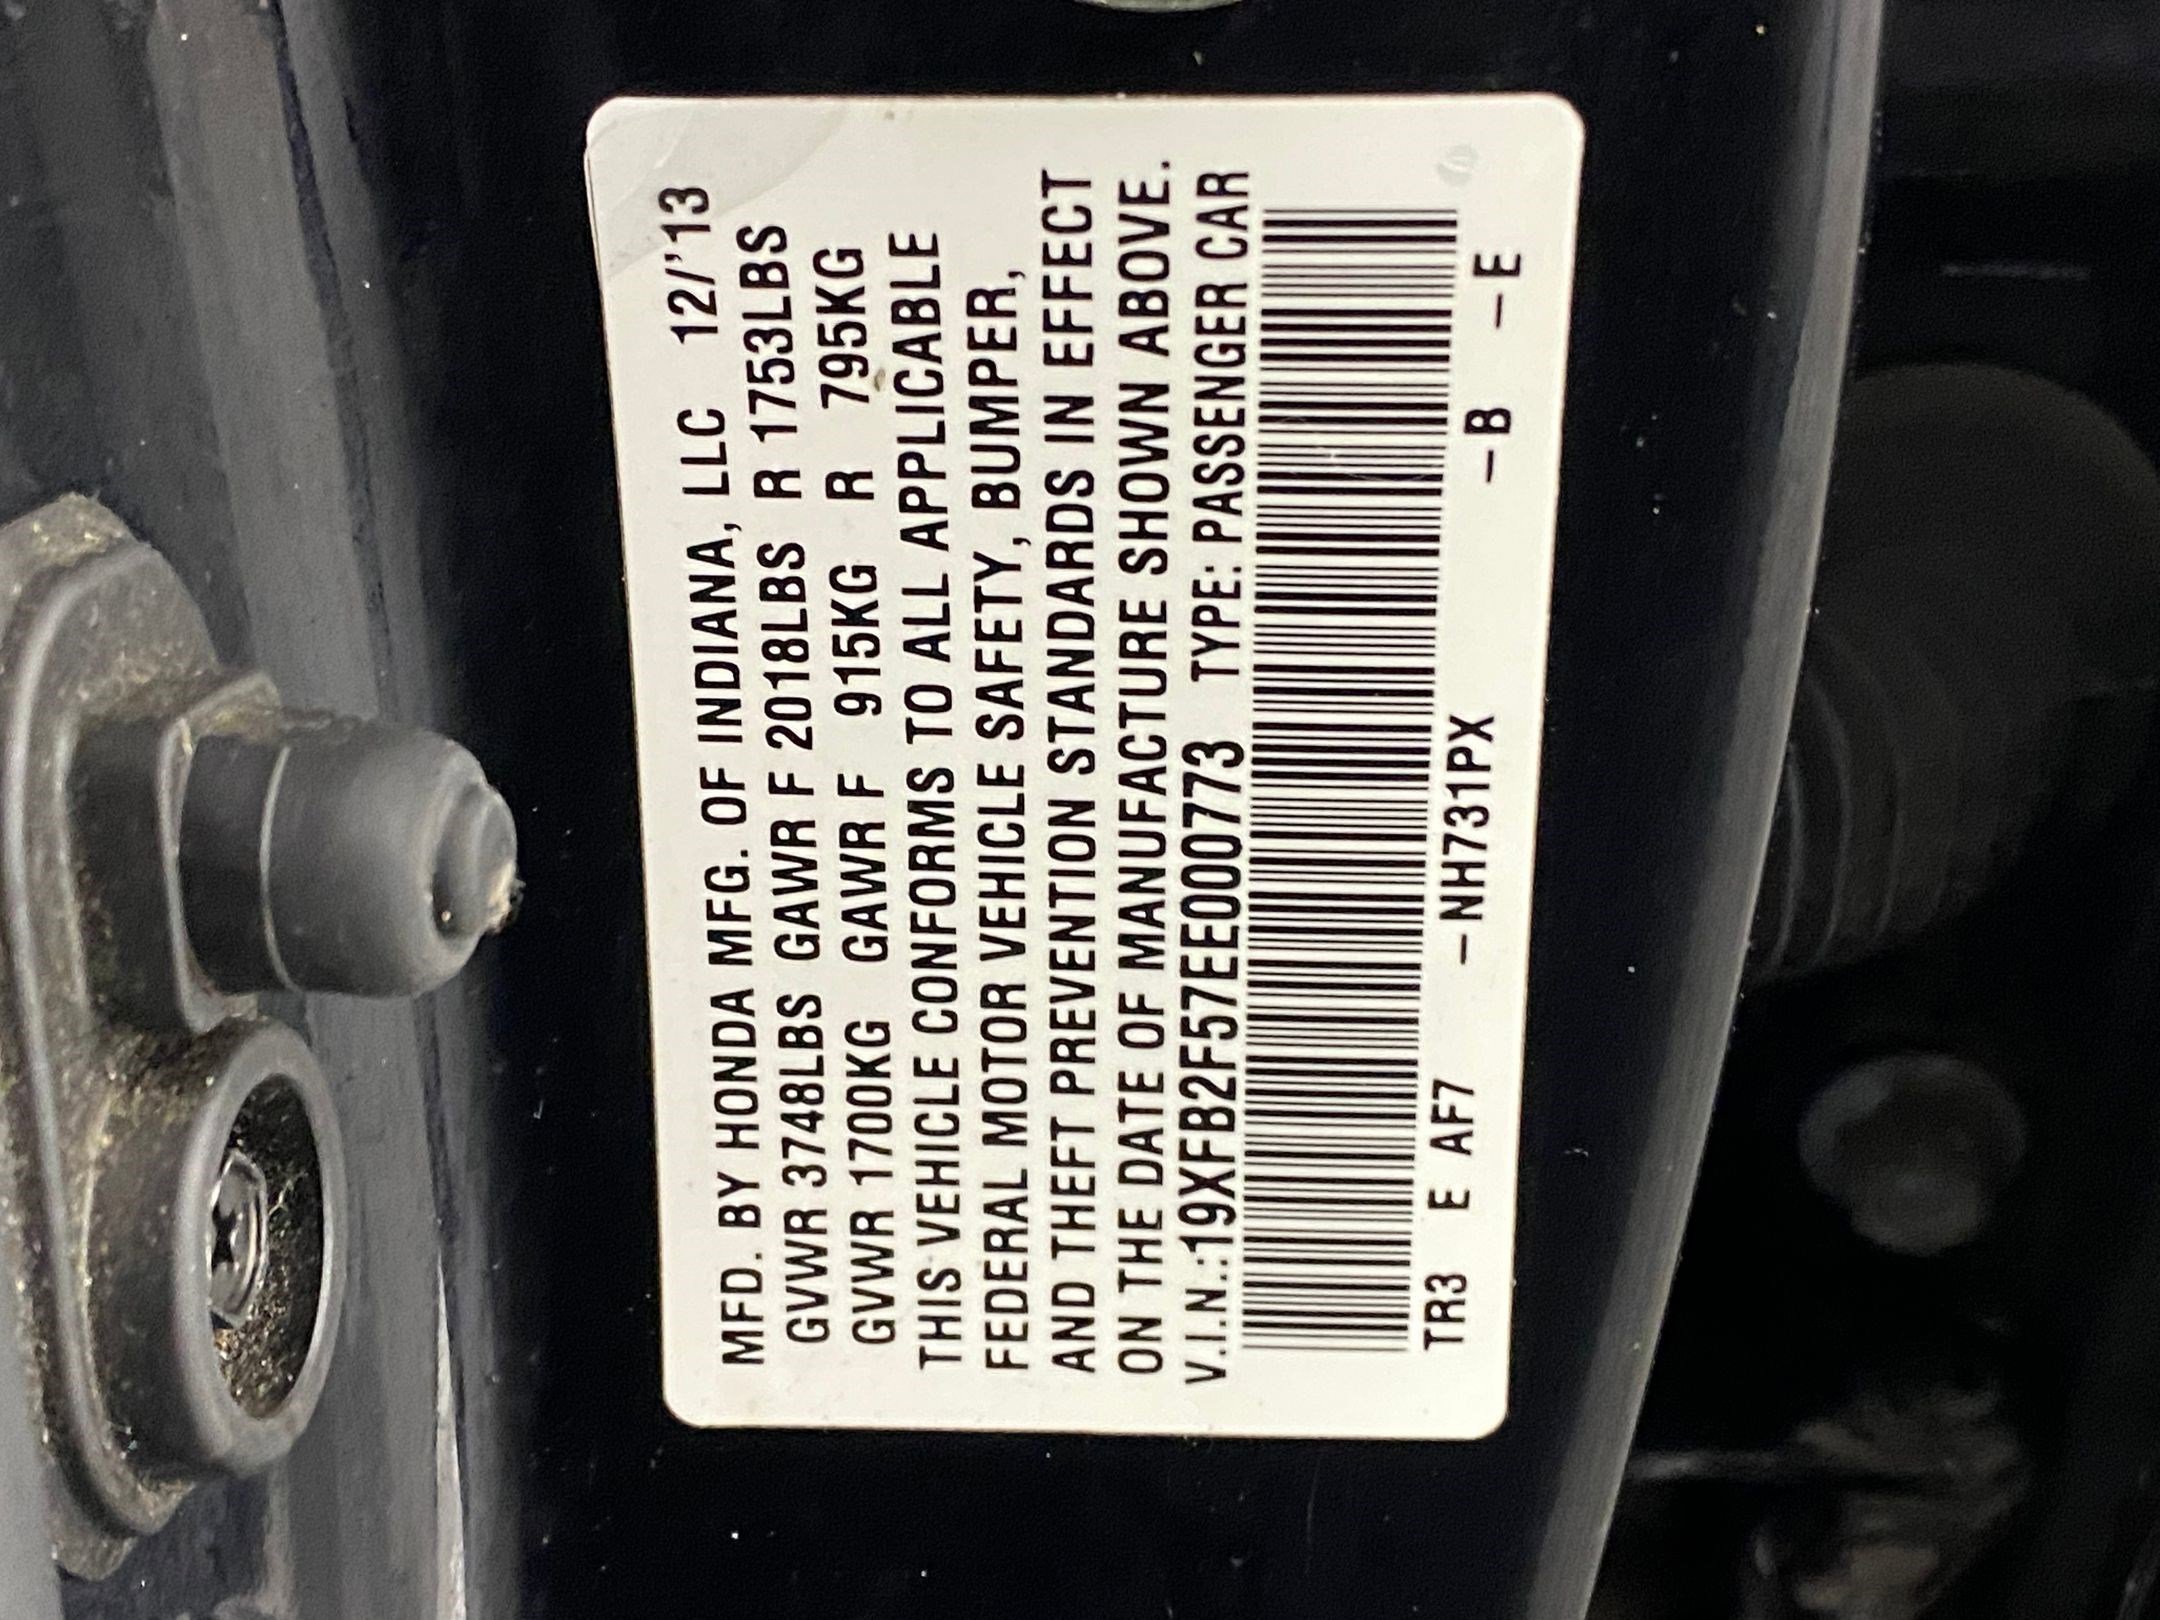 MFD. BY HONDA MFG. OF INDIANA, LLC 12/'13
GVWR 3748LBS GAWR F 2018LBS R 1753LBS
GVWR 1700KG GAWR F 915KG R 795KG
THIS VEHICLE CONFORMS TO ALL APPLICABLE
FEDERAL MOTOR VEHICLE SAFETY, BUMPER,
AND THEFT PREVENTION STANDARDS IN EFFECT
ON THE DATE OF MANUFACTURE SHOWN ABOVE.
V.I.N.:19XFB2F57EE000773 TYPE: PASSENGER CAR
TR3 E AF7 –NH731PX –B –E